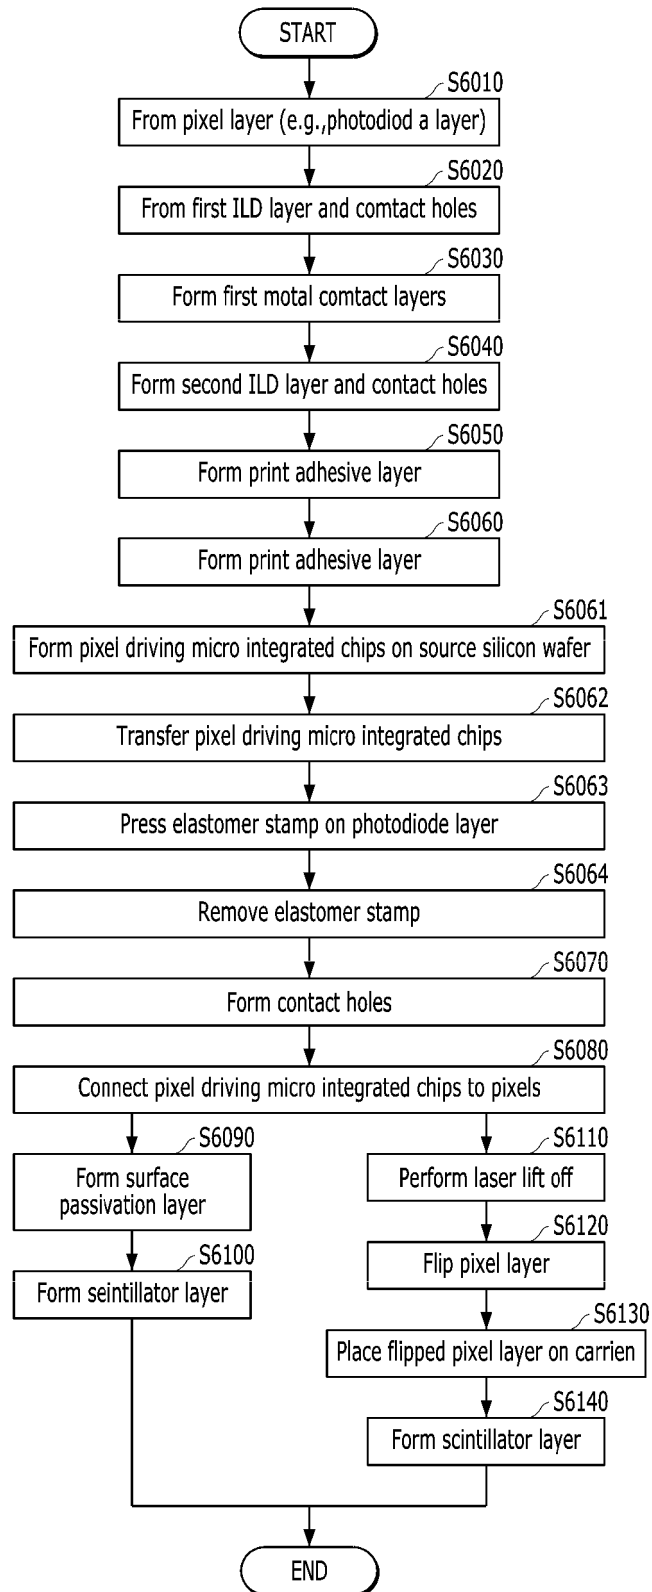 START
S6010
From pixel layer (e.g.,photodiod a layer)
S6020
From first ILD layer and comtact holes
S6030
Form first motal comtact layers
S6040
Form second ILD layer and contact holes
S6050
Form print adhesive layer
S6060
Form print adhesive layer
S6061
Form pixel driving micro integrated chips on source silicon wafer
S6062
Transfer pixel driving micro integrated chips
S6063
Press elastomer stamp on photodiode layer
S6064
Remove elastomer stamp
S6070
Form contact holes
S6080
Connect pixel driving micro integrated chips to pixels
S6090
Form surface
passivation layer
S6100
Form seintillator layer
S6110
Perform laser lift off
S6120
Flip pixel layer
S6130
Place flipped pixel layer on carrien
S6140
Form scintillator layer
END